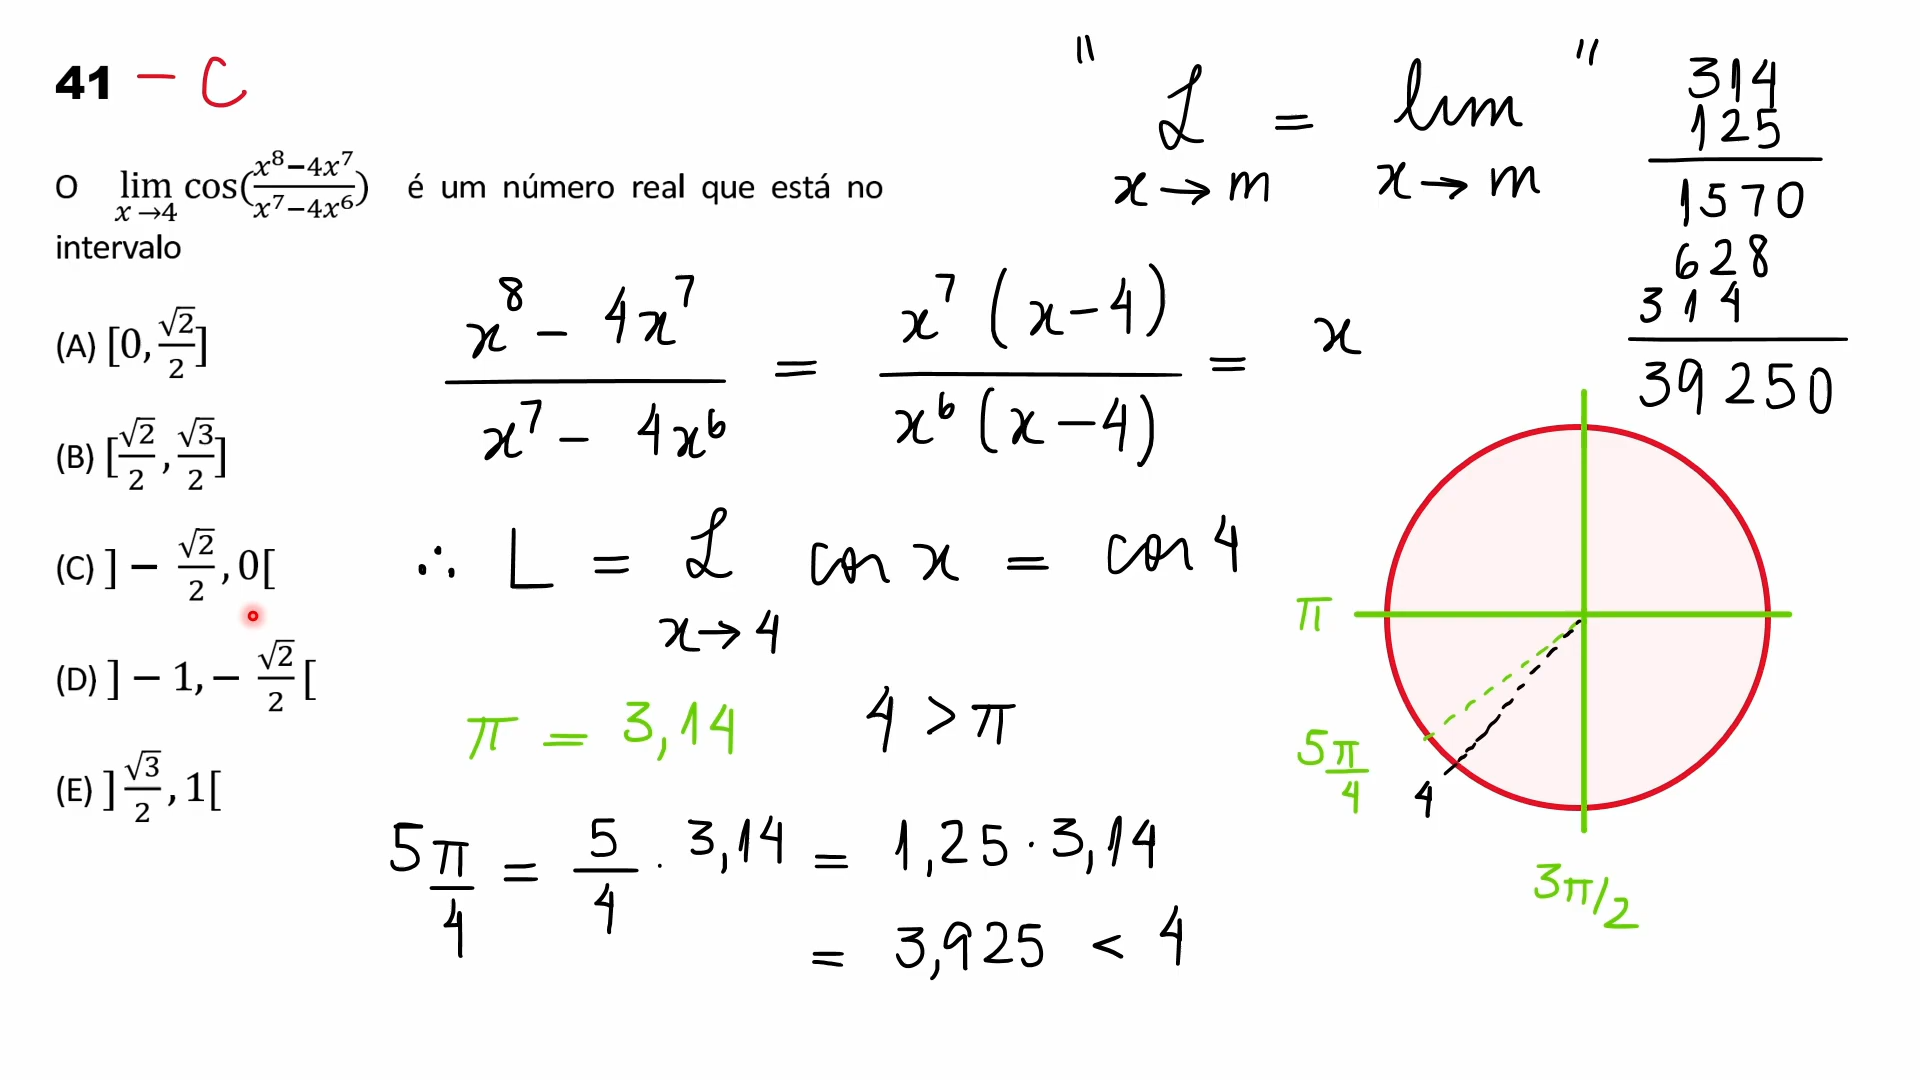 41 - C
O lim x→4 cos(x⁸−4x⁷/x⁷−4x⁶) é um número real que está no
intervalo
(A) [0, √2/2]
(B) [√2/2, √3/2]
(C) ]− √2/2, 0[
(D) ]− 1, − √2/2[
(E) ]√3/2, 1[
" ℒ x→m = lim x→m "
314
125
1570
628
314
39250
x⁸ − 4x⁷ / x⁷ − 4x⁶ = x⁷(x−4) / x⁶(x−4) = x
∴ L = ℒ x→4 cos x = cos 4
π = 3,14 4 > π
5π/4 = 5/4 · 3,14 = 1,25 · 3,14
= 3,925 < 4
π
5π/4
4
3π/2